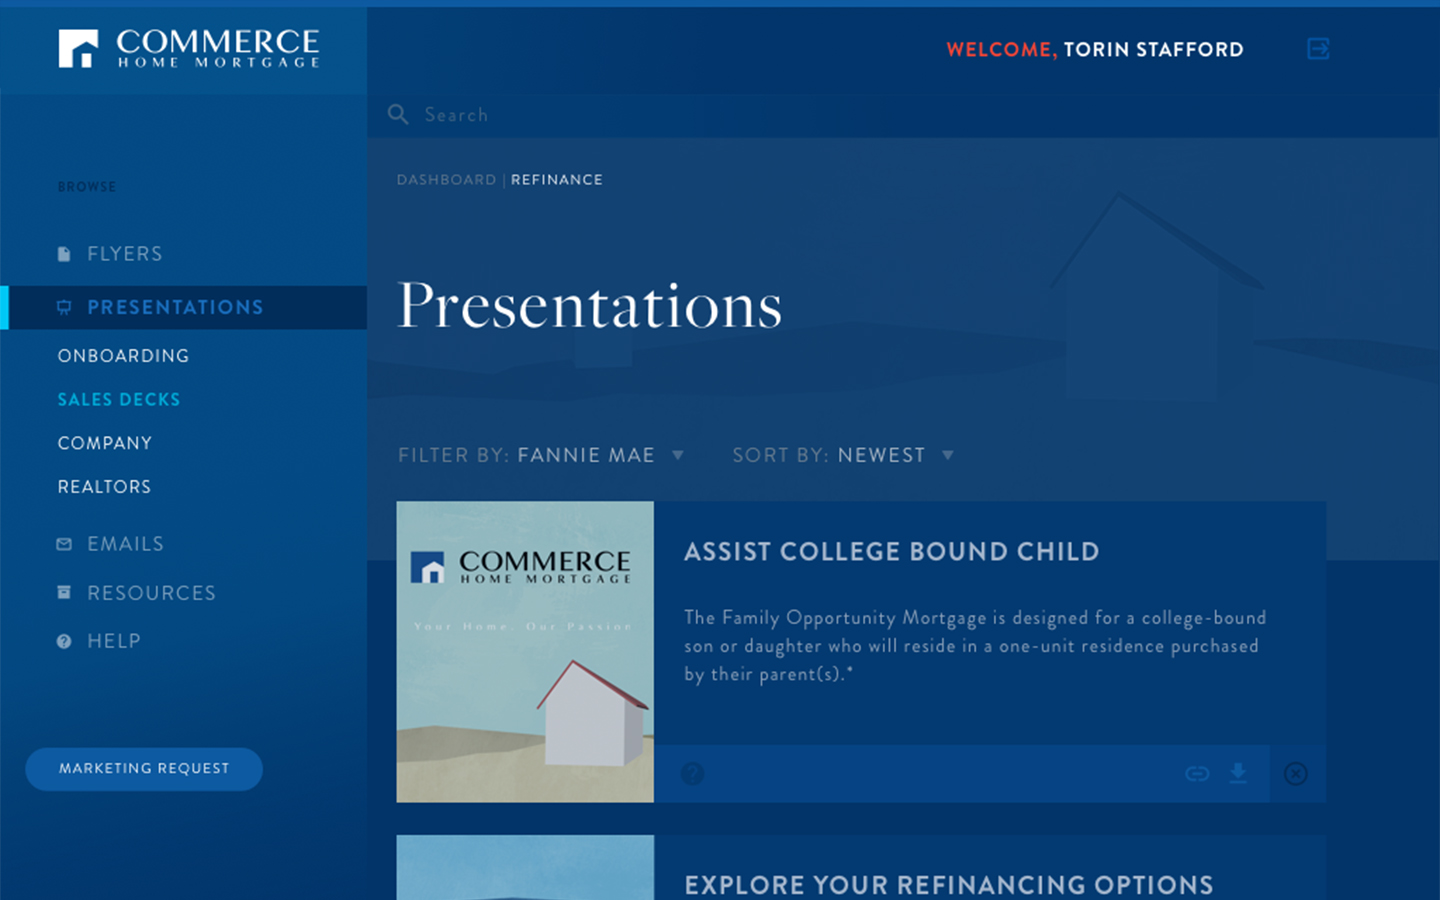 COMMERCE
HOME MORTGAGE
WELCOME, TORIN STAFFORD
Search
BROWSE
FLYERS
PRESENTATIONS
ONBOARDING
SALES DECKS
COMPANY
REALTORS
EMAILS
RESOURCES
HELP
MARKETING REQUEST
DASHBOARD | REFINANCE
Presentations
FILTER BY: FANNIE MAE
SORT BY: NEWEST
COMMERCE
HOME MORTGAGE
Your Home. Our Passion
ASSIST COLLEGE BOUND CHILD
The Family Opportunity Mortgage is designed for a college-bound
son or daughter who will reside in a one-unit residence purchased
by their parent(s).*
EXPLORE YOUR REFINANCING OPTIONS